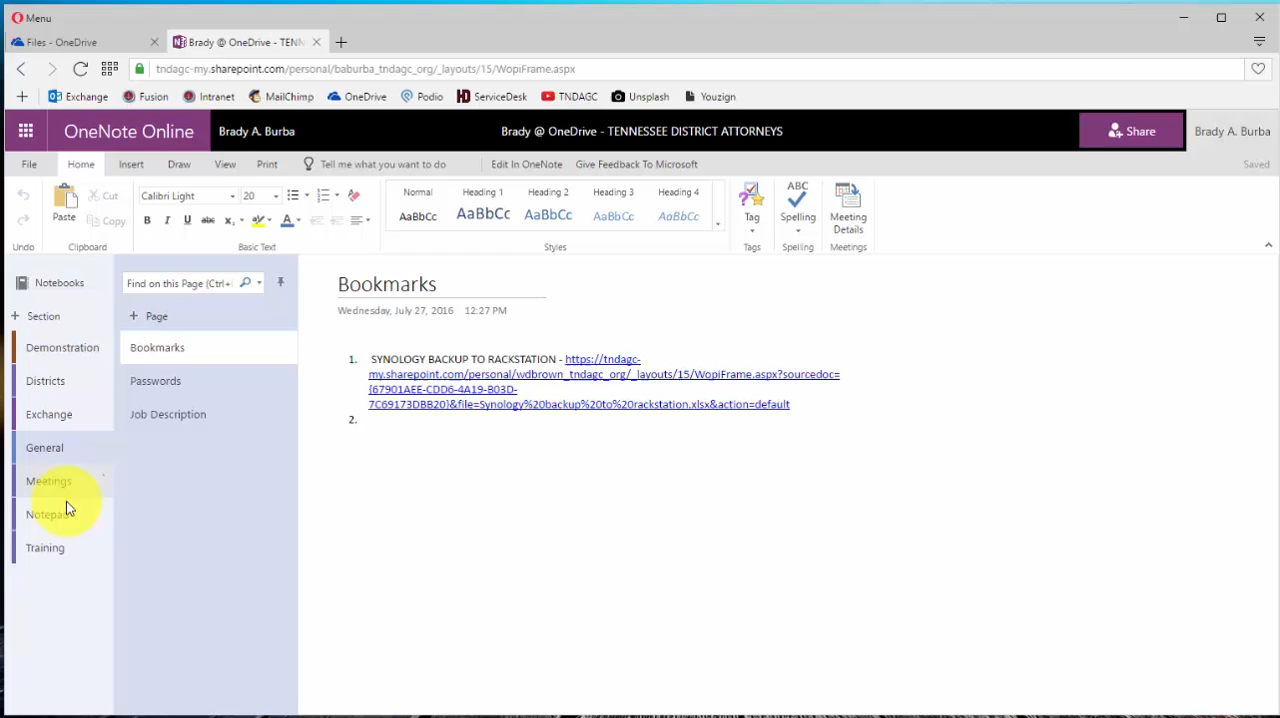 Menu
Files - OneDrive
Brady @ OneDrive - TENN
tndagc-my.sharepoint.com/personal/baburba_tndagc_org/_layouts/15/WopiFrame.aspx
Exchange Fusion Intranet MailChimp OneDrive Podio ServiceDesk TNDAGC Unsplash Youzign
OneNote Online Brady A. Burba Brady @ OneDrive - TENNESSEE DISTRICT ATTORNEYS Share Brady A. Burba
File Home Insert Draw View Print Tell me what you want to do Edit In OneNote Give Feedback To Microsoft Saved
Paste Cut Copy
Calibri Light 20
B I U abc x A
Normal Heading 1 Heading 2 Heading 3 Heading 4
AaBbCc AaBbCc AaBbCc AaBbCc AaBbCc
Tag
ABC
Spelling
Meeting
Details
Undo Clipboard Basic Text Styles Tags Spelling Meetings
Notebooks
Section
Demonstration
Districts
Exchange
General
Meetings
Notepad
Training
Find on this Page (Ctrl+
Page
Bookmarks
Passwords
Job Description
Bookmarks
Wednesday, July 27, 2016 12:27 PM
1. SYNOLOGY BACKUP TO RACKSTATION - https://tndagc-
my.sharepoint.com/personal/wdbrown_tndagc_org/_layouts/15/WopiFrame.aspx?sourcedoc=
{67901AEE-CDD6-4A19-B03D-
7C69173DBB20}&file=Synology%20backup%20to%20rackstation.xlsx&action=default
2.